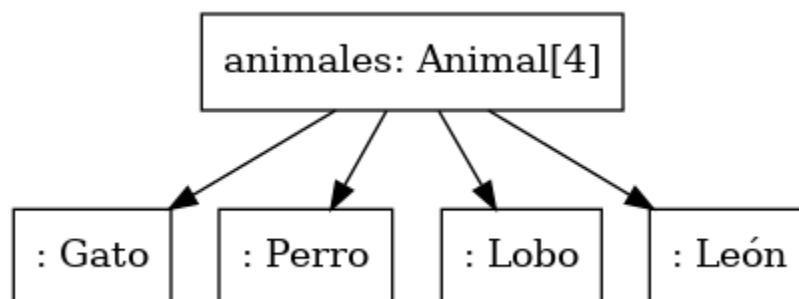 animales: Animal[4]
: Gato
: Perro
: Lobo
: León